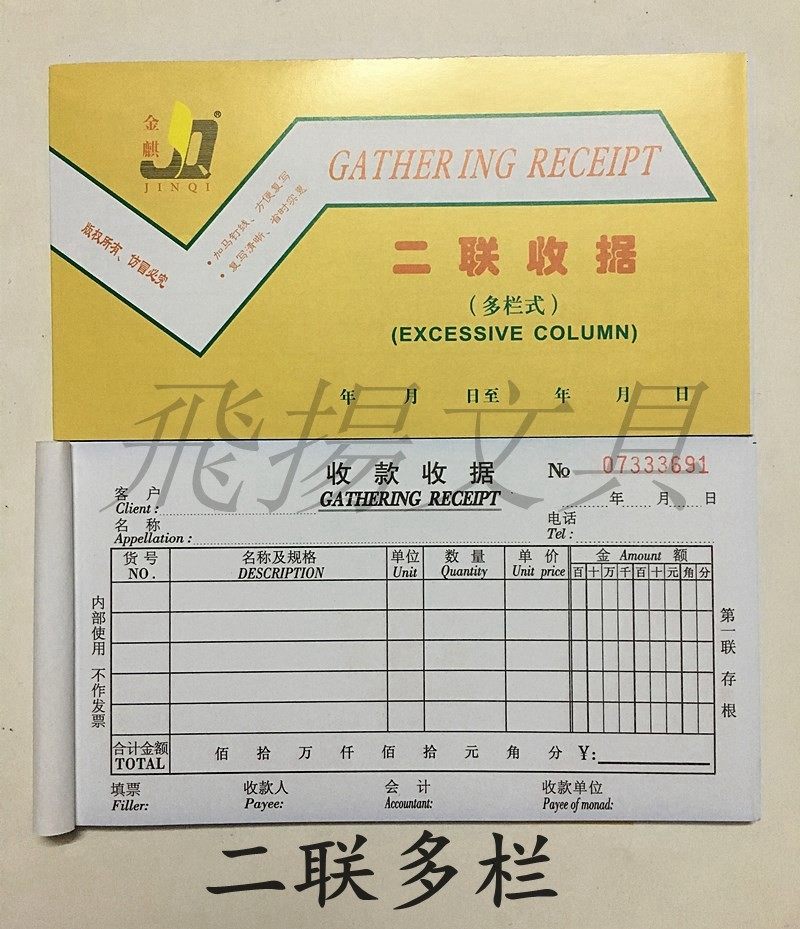 金麒
JINQI
®
GATHERING RECEIPT
版权所有、仿冒必究
·加马钉钱、方便复写
·复写清晰、省时实惠
二联收据
(多栏式)
(EXCESSIVE COLUMN)
年 月 日至 年 月 日
飛揚文具
收款收据
GATHERING RECEIPT
No 07333691
客户
Client:
年 月 日
名称
Appellation:
电话
Tel:
货号 名称及规格 单位 数量 单价 金 Amount 额
NO. DESCRIPTION Unit Quantity Unit price 百 十 万 千 百 十 元 角 分
内部使用 不作发票
第一联 存根
合计金额
TOTAL
佰 拾 万 仟 佰 拾 元 角 分 ¥:
填票 收款人 会计 收款单位
Filler: Payee: Accountant: Payee of monad:
二联多栏